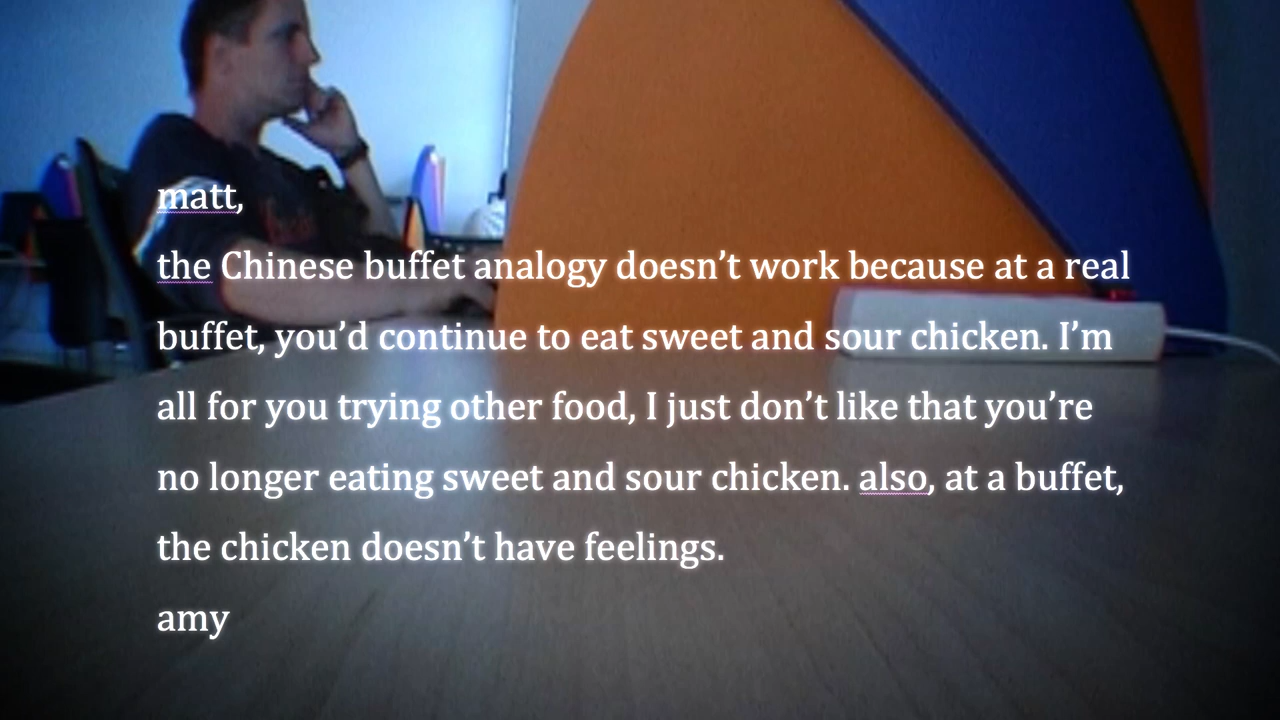 matt,
the Chinese buffet analogy doesn’t work because at a real
buffet, you’d continue to eat sweet and sour chicken. I’m
all for you trying other food, I just don’t like that you’re
no longer eating sweet and sour chicken. also, at a buffet,
the chicken doesn’t have feelings.
amy